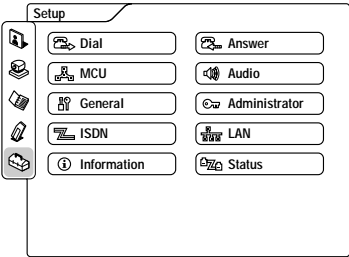 Setup
Dial
Answer
MCU
Audio
General
Administrator
ISDN
LAN
Information
Status